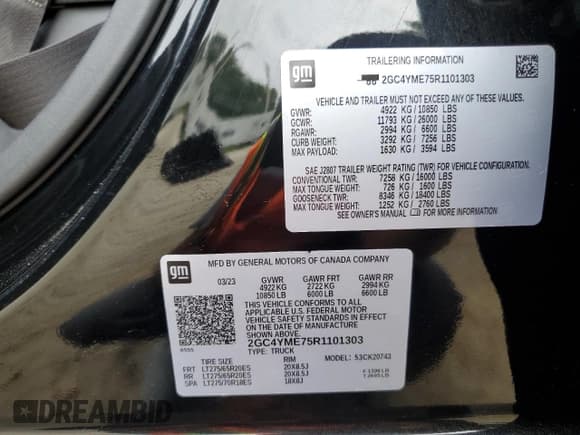 gm
TRAILERING INFORMATION
2GC4YME75R1101303
VEHICLE AND TRAILER MUST NOT EXCEED ANY OF THESE VALUES.
GVWR: 4922 KG / 10850 LBS
GCWR: 11793 KG / 26000 LBS
RGAWR: 2994 KG / 6600 LBS
CURB WEIGHT: 3292 KG / 7256 LBS
MAX PAYLOAD: 1630 KG / 3594 LBS
SAE J2807 TRAILER WEIGHT RATING (TWR) FOR VEHICLE CONFIGURATION:
CONVENTIONAL TWR: 7258 KG / 16000 LBS
MAX TONGUE WEIGHT: 726 KG / 1600 LBS
GOOSENECK TWR: 8346 KG / 18400 LBS
MAX TONGUE WEIGHT: 1252 KG / 2760 LBS
SEE OWNER'S MANUAL FOR MORE INFORMATION
gm
MFD BY GENERAL MOTORS OF CANADA COMPANY
03/23 GVWR GAWR FRT GAWR RR
4922 KG 2722 KG 2994 KG
10850 LB 6000 LB 6600 LB
THIS VEHICLE CONFORMS TO ALL
APPLICABLE U.S. FEDERAL MOTOR
VEHICLE SAFETY STANDARDS IN EFFECT
ON THE DATE OF MANUFACTURE SHOWN ABOVE.
2GC4YME75R1101303
TYPE: TRUCK MODEL: 53CK20743
TIRE SIZE RIM
FRT LT275/65R20ES 20X8.5J
RR LT275/65R20ES 20X8.5J
SPA LT275/70R18ES 18X8J
DREAMBID